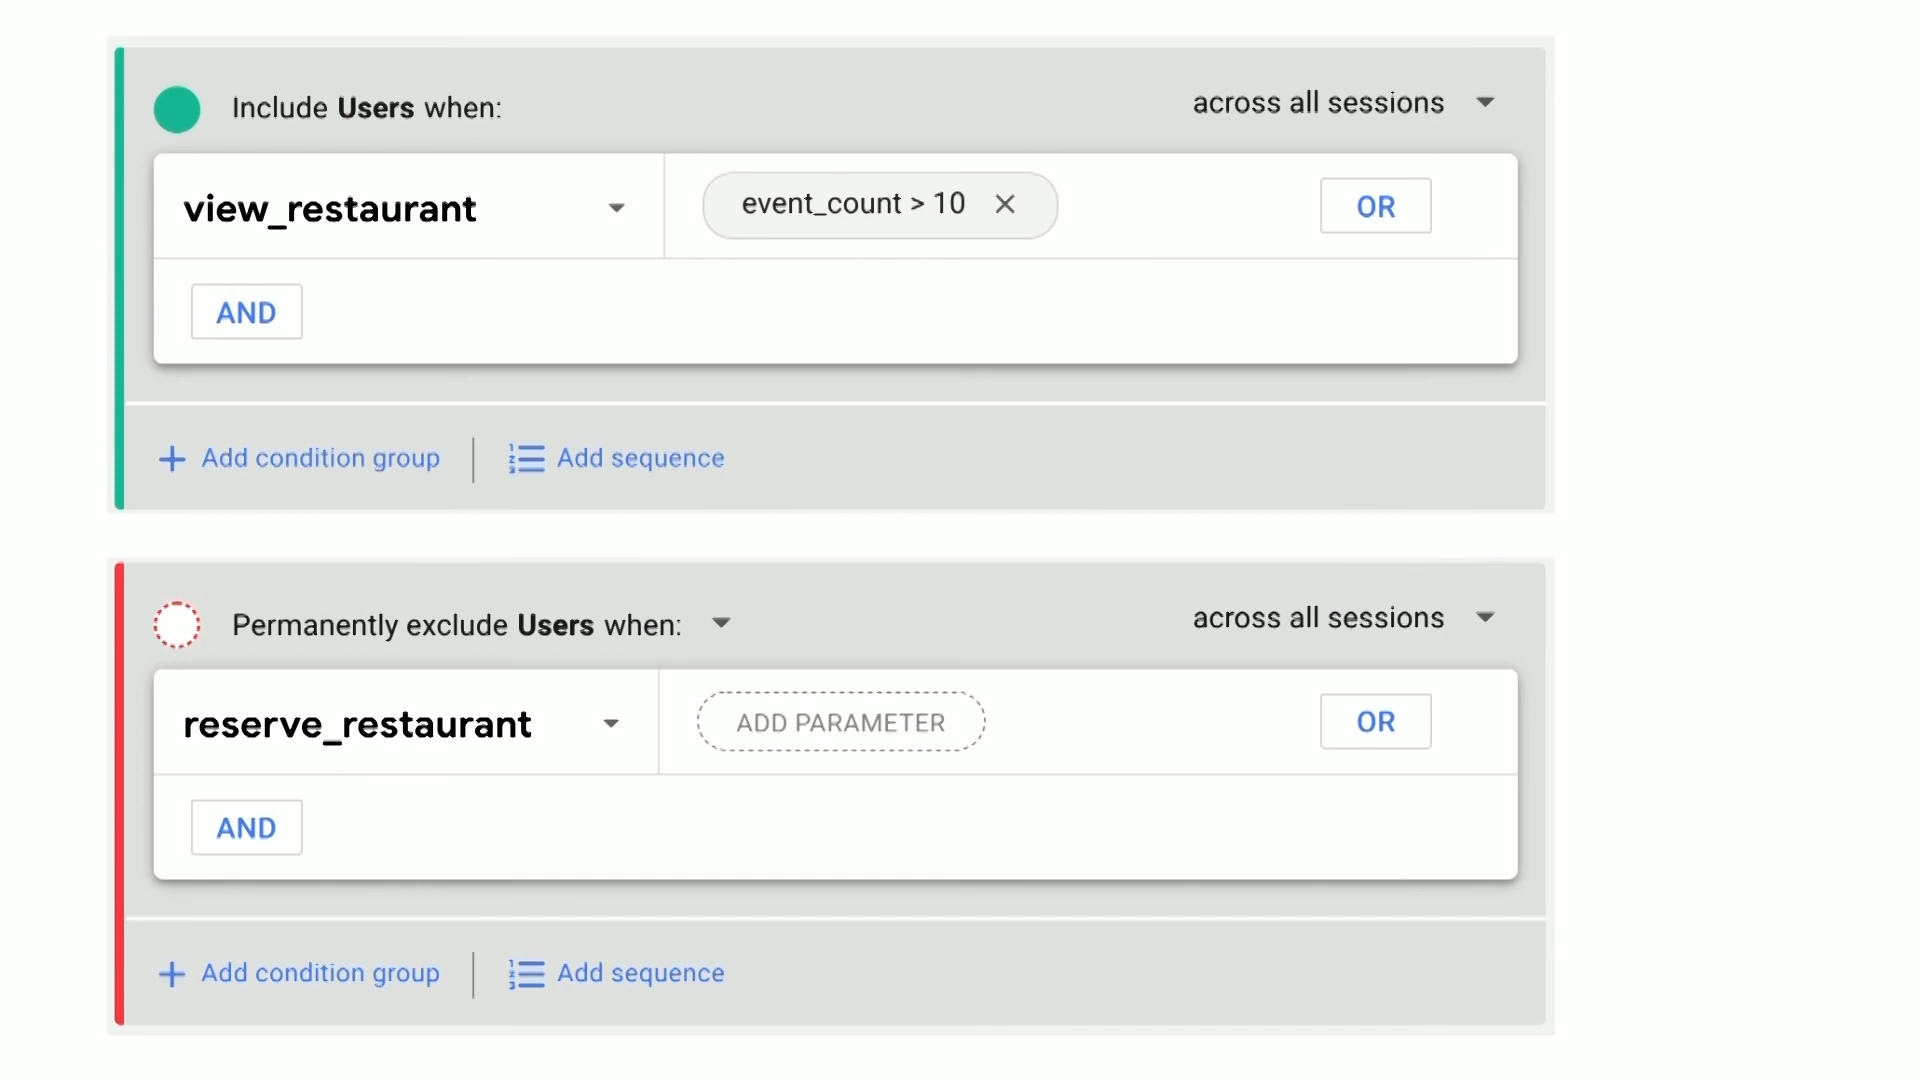 Include Users when:
across all sessions
view_restaurant
event_count > 10
OR
AND
Add condition group
Add sequence
Permanently exclude Users when:
across all sessions
reserve_restaurant
ADD PARAMETER
OR
AND
Add condition group
Add sequence